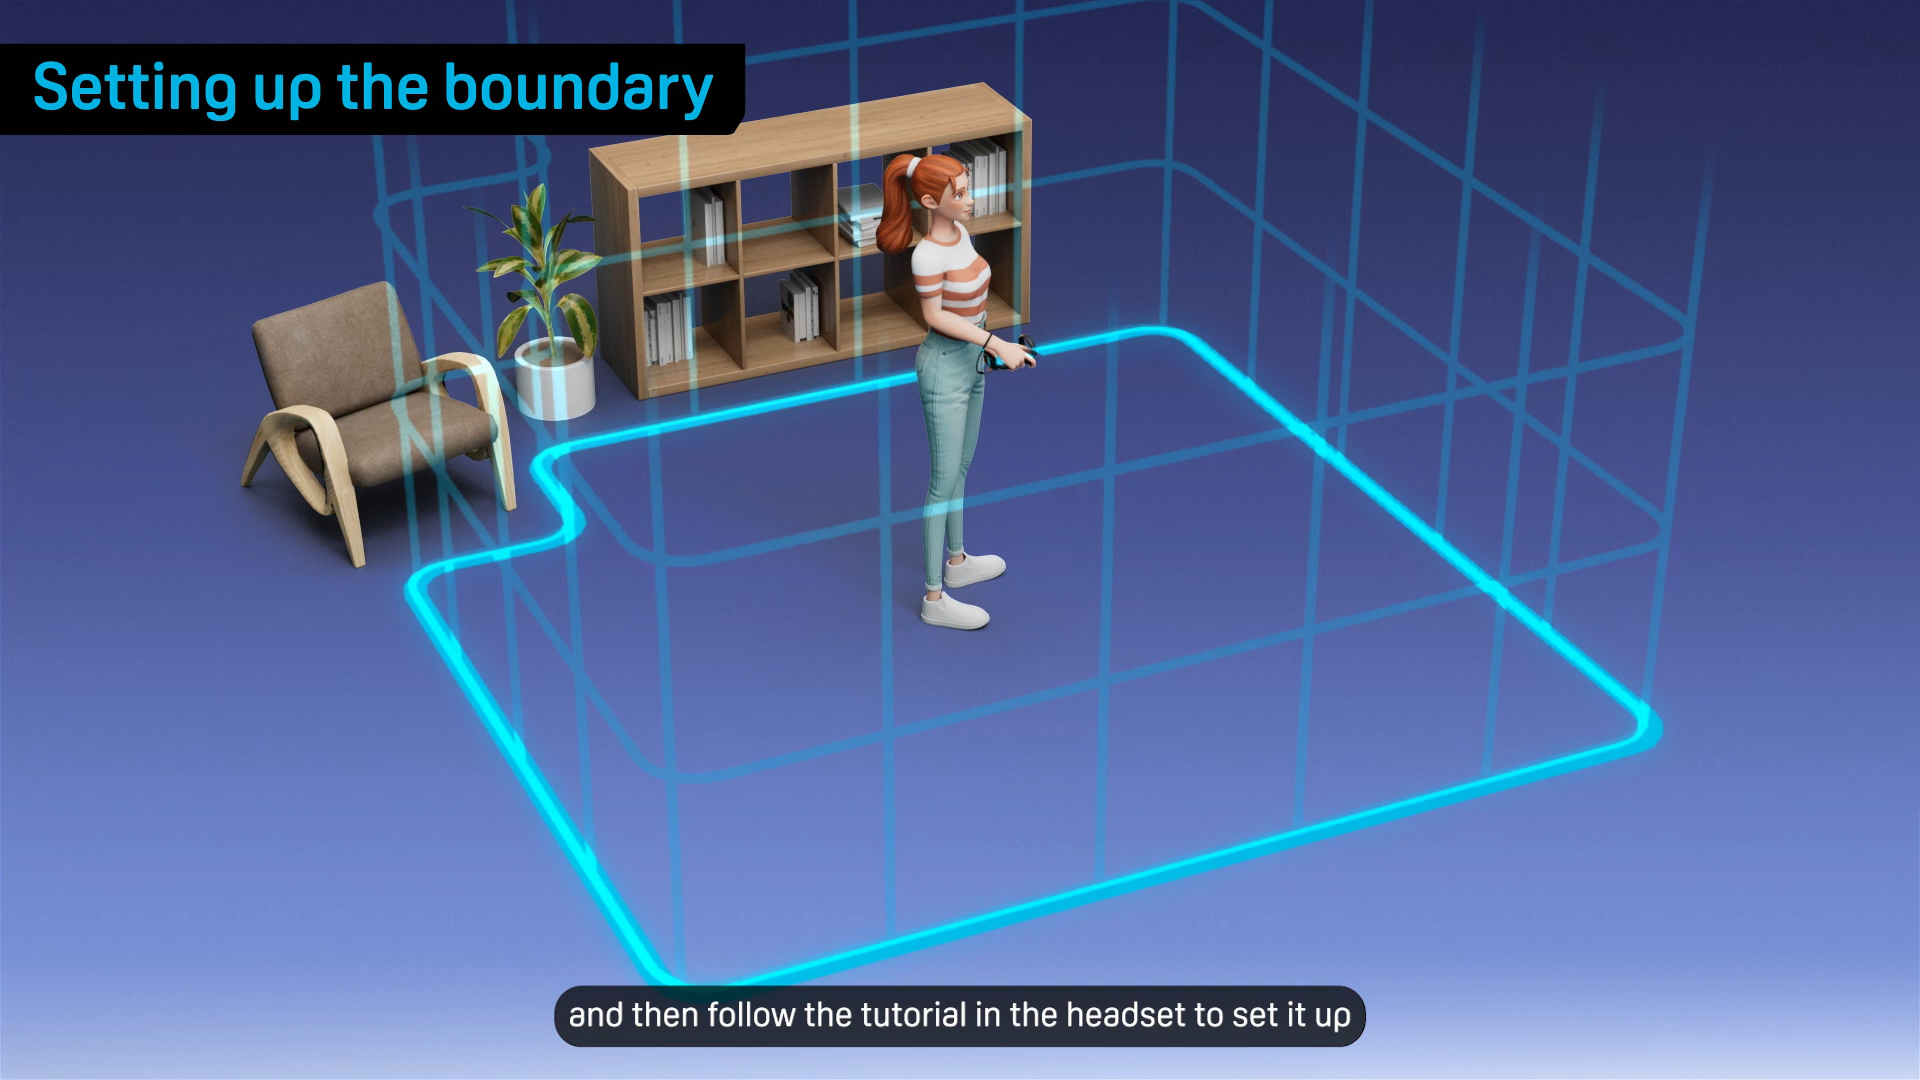 Setting up the boundary
and then follow the tutorial in the headset to set it up